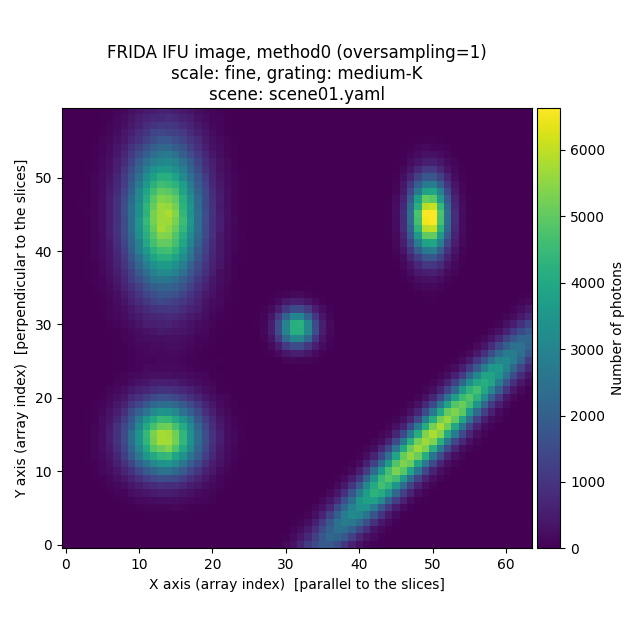 FRIDA IFU image, method0 (oversampling=1)
scale: fine, grating: medium-K
scene: scene01.yaml
Y axis (array index)  [perpendicular to the slices]
50
40
30
20
10
0
0 10 20 30 40 50 60
X axis (array index)  [parallel to the slices]
6000
5000
4000
3000
2000
1000
0
Number of photons